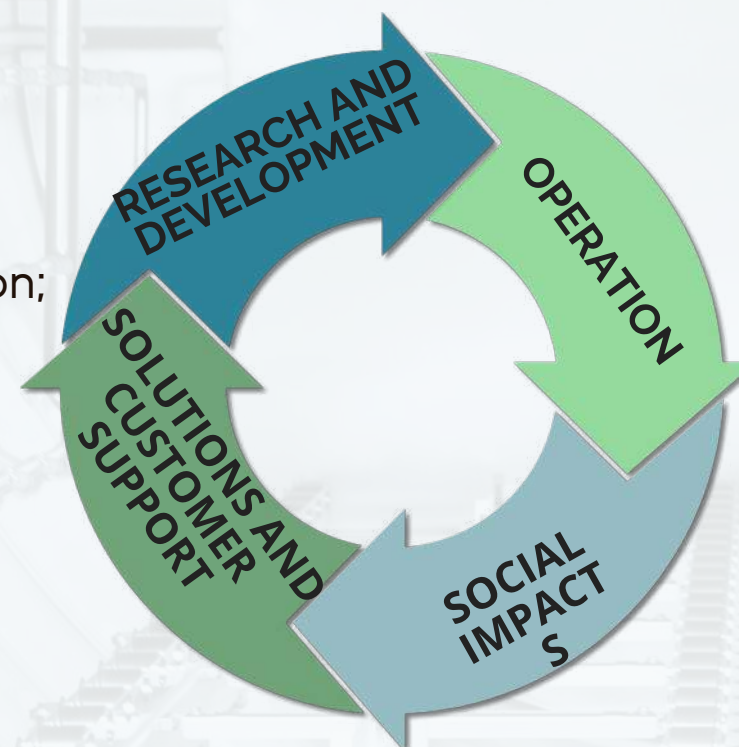 RESEARCH AND
DEVELOPMENT
OPERATION
on;
SOLUTIONS AND
CUSTOMER
SUPPORT
SOCIAL
IMPACT
S